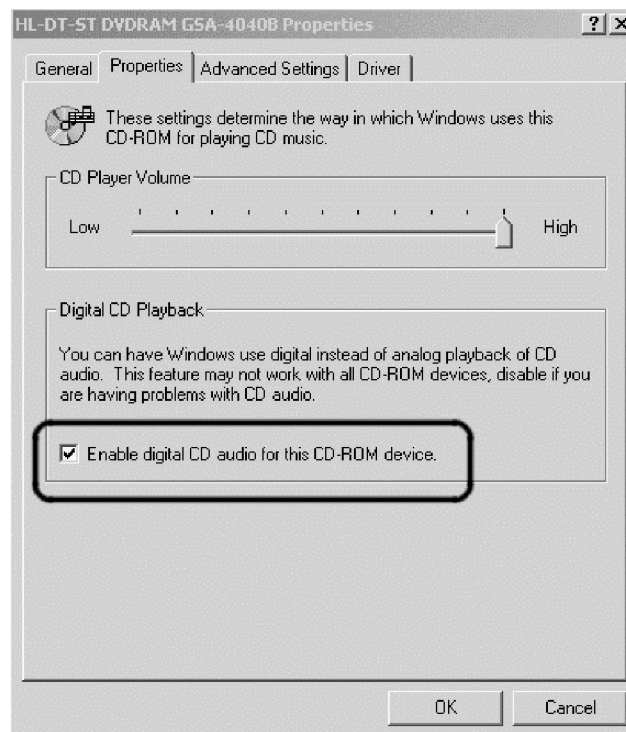 HL-DT-ST DVDRAM GSA-4040B Properties
General Properties Advanced Settings Driver
These settings determine the way in which Windows uses this
CD-ROM for playing CD music.
CD Player Volume
Low High
Digital CD Playback
You can have Windows use digital instead of analog playback of CD
audio. This feature may not work with all CD-ROM devices, disable if you
are having problems with CD audio.
Enable digital CD audio for this CD-ROM device.
OK Cancel